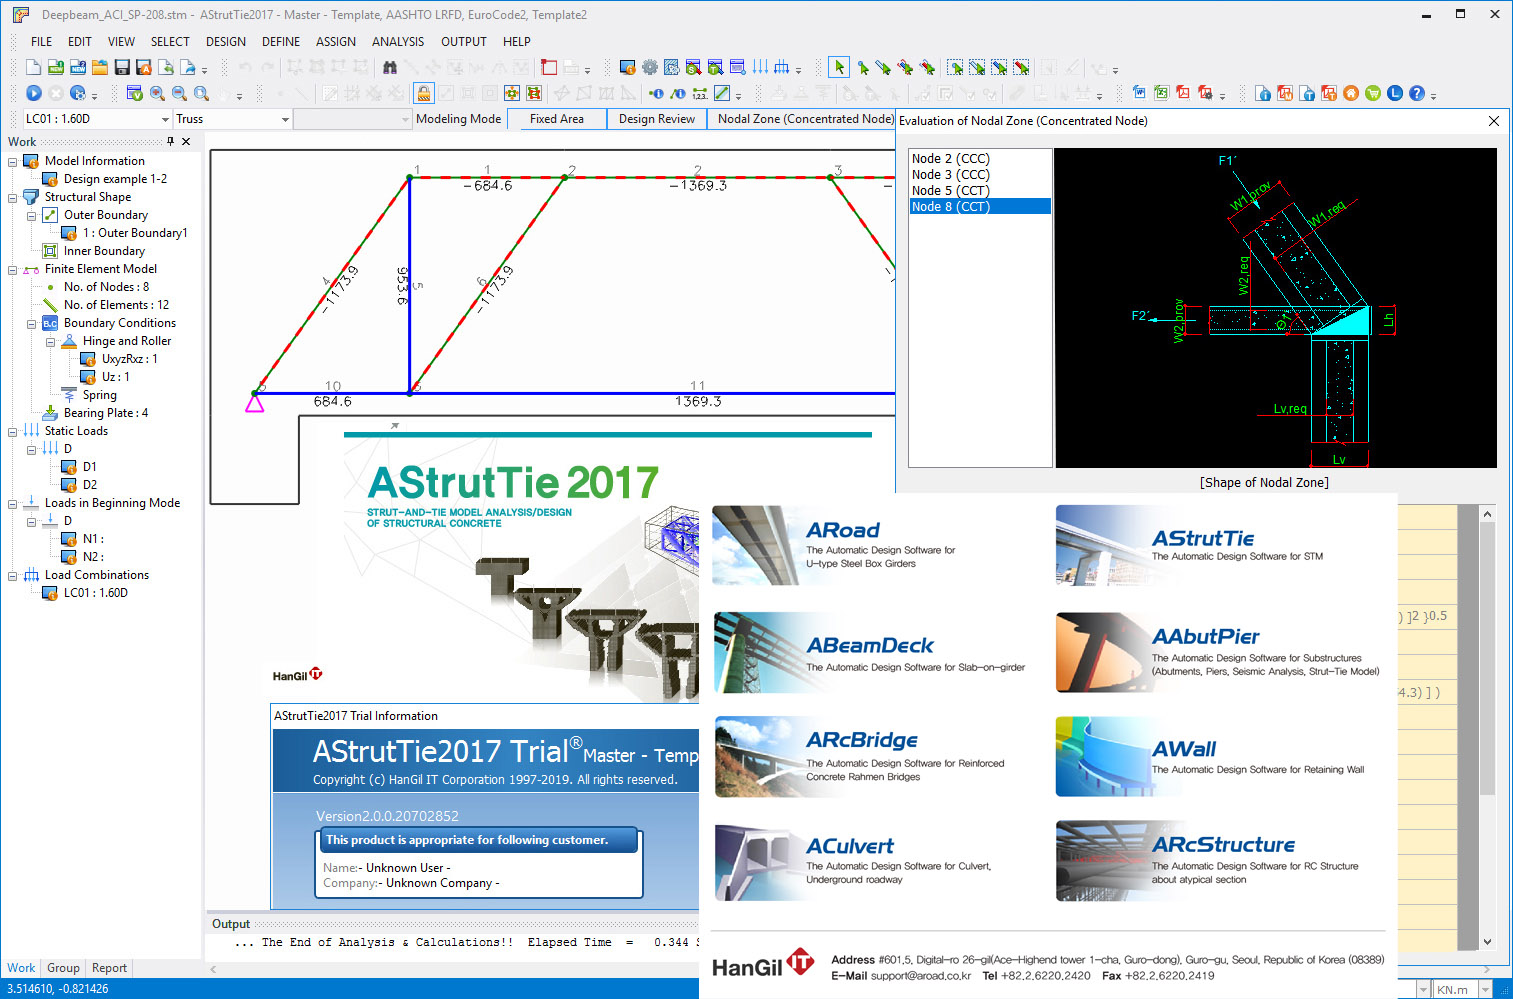 Deepbeam_ACI_SP-208.stm - AStrutTie2017 - Master - Template, AASHTO LRFD, EuroCode2, Template2
FILE EDIT VIEW SELECT DESIGN DEFINE ASSIGN ANALYSIS OUTPUT HELP
LC01 : 1.60D Truss Modeling Mode Fixed Area Design Review Nodal Zone (Concentrated Node)
Work
Model Information
Design example 1-2
Structural Shape
Outer Boundary
1 : Outer Boundary1
Inner Boundary
Finite Element Model
No. of Nodes : 8
No. of Elements : 12
B.C Boundary Conditions
Hinge and Roller
UxyzRxz : 1
Uz : 1
Spring
Bearing Plate : 4
Static Loads
D
D1
D2
Loads in Beginning Mode
D
N1 :
N2 :
Load Combinations
LC01 : 1.60D
Work Group Report
3.514610, -0.821426
1 1 2 2 3
-684.6 -1369.3
4
-1173.9
953.6
5
6
-1173.9
10 11
684.6 1369.3
Evaluation of Nodal Zone (Concentrated Node)
Node 2 (CCC)
Node 3 (CCC)
Node 5 (CCT)
Node 8 (CCT)
F1´
W1,prov
W1,req
W2,req
F2´
W2,prov
Θ1´
Lh
Lv,req
Lv
[Shape of Nodal Zone]
) ]2 }0.5
4.3) ] )
AStrutTie 2017
STRUT-AND-TIE MODEL ANALYSIS/DESIGN
OF STRUCTURAL CONCRETE
HanGil IT
AStrutTie2017 Trial Information
AStrutTie2017 Trial® Master - Temp
Copyright (c) HanGil IT Corporation 1997-2019. All rights reserved.
Version2.0.0.20702852
This product is appropriate for following customer.
Name:- Unknown User -
Company:- Unknown Company -
Output
... The End of Analysis & Calculations!! Elapsed Time = 0.344 S
ARoad
The Automatic Design Software for
U-type Steel Box Girders
AStrutTie
The Automatic Design Software for STM
ABeamDeck
The Automatic Design Software for Slab-on-girder
AAbutPier
The Automatic Design Software for Substructures
(Abutments, Piers, Seismic Analysis, Strut-Tie Model)
ARcBridge
The Automatic Design Software for Reinforced
Concrete Rahmen Bridges
AWall
The Automatic Design Software for Retaining Wall
ACulvert
The Automatic Design Software for Culvert,
Underground roadway
ARcStructure
The Automatic Design Software for RC Structure
about atypical section
HanGil IT
Address #601,5, Digital-ro 26-gil(Ace-Highend tower 1-cha, Guro-dong), Guro-gu, Seoul, Republic of Korea (08389)
E-Mail support@aroad.co.kr Tel +82.2.6220.2420 Fax +82.2.6220.2419
KN.m